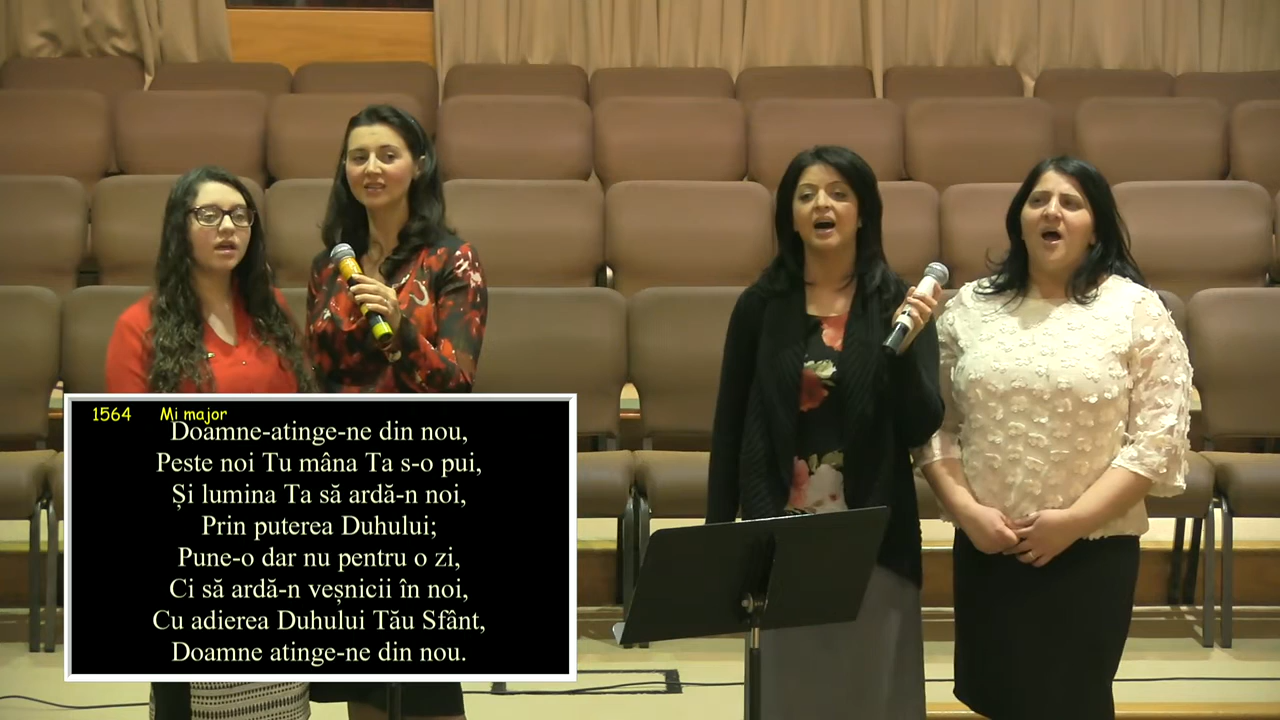 1564 Mi major
Doamne-atinge-ne din nou,
Peste noi Tu mâna Ta s-o pui,
Și lumina Ta să ardă-n noi,
Prin puterea Duhului;
Pune-o dar nu pentru o zi,
Ci să ardă-n veșnicii în noi,
Cu adierea Duhului Tău Sfânt,
Doamne atinge-ne din nou.